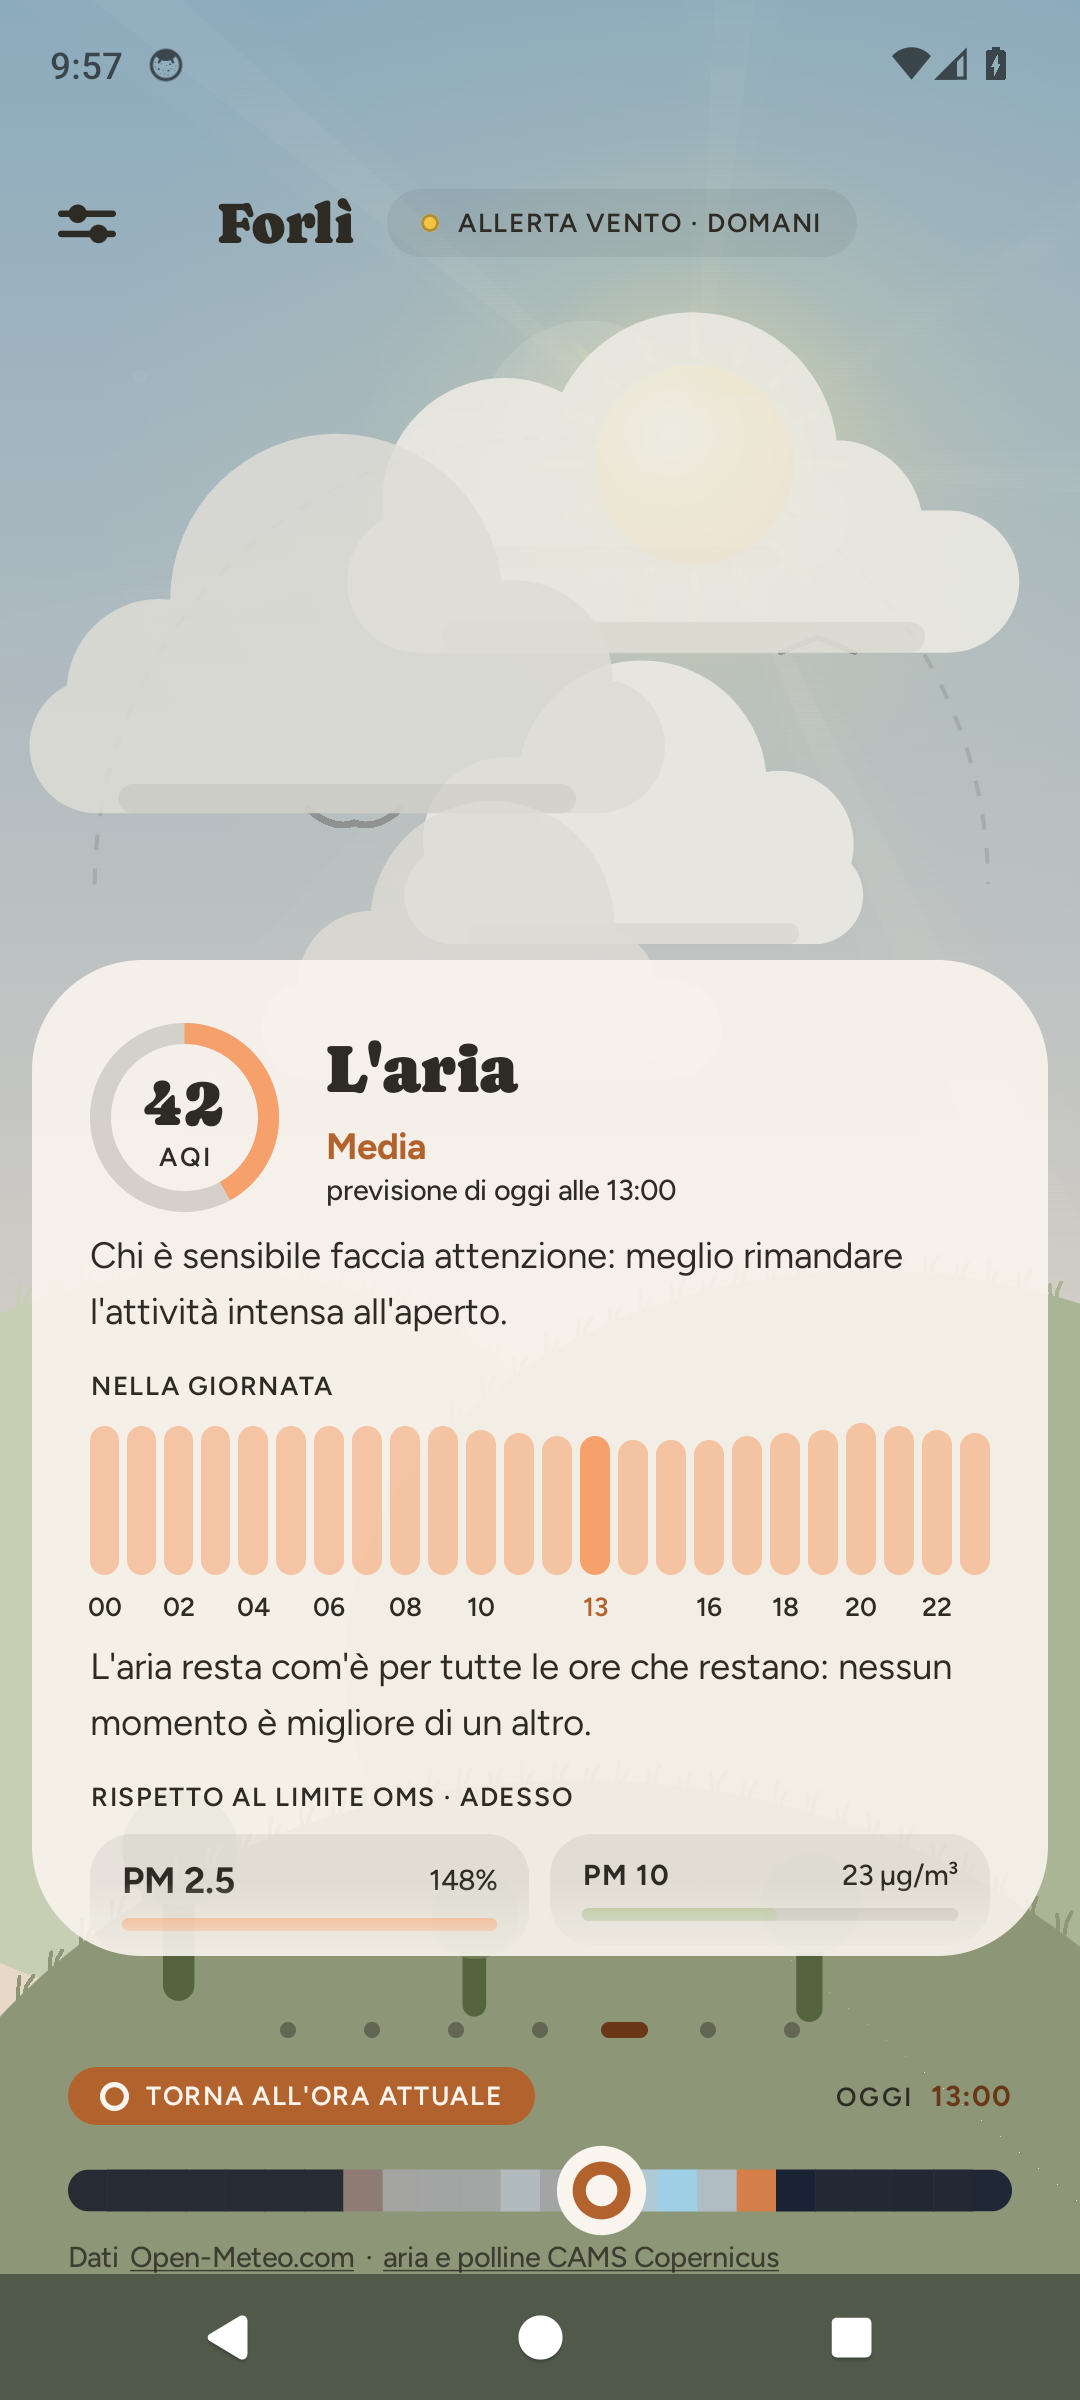 9:57
Forlì
ALLERTA VENTO · DOMANI
42
AQI
L'aria
Media
previsione di oggi alle 13:00
Chi è sensibile faccia attenzione: meglio rimandare
l'attività intensa all'aperto.
NELLA GIORNATA
00 02 04 06 08 10 13 16 18 20 22
L'aria resta com'è per tutte le ore che restano: nessun
momento è migliore di un altro.
RISPETTO AL LIMITE OMS · ADESSO
PM 2.5 148% PM 10 23 µg/m³
TORNA ALL'ORA ATTUALE OGGI 13:00
Dati Open-Meteo.com · aria e polline CAMS Copernicus